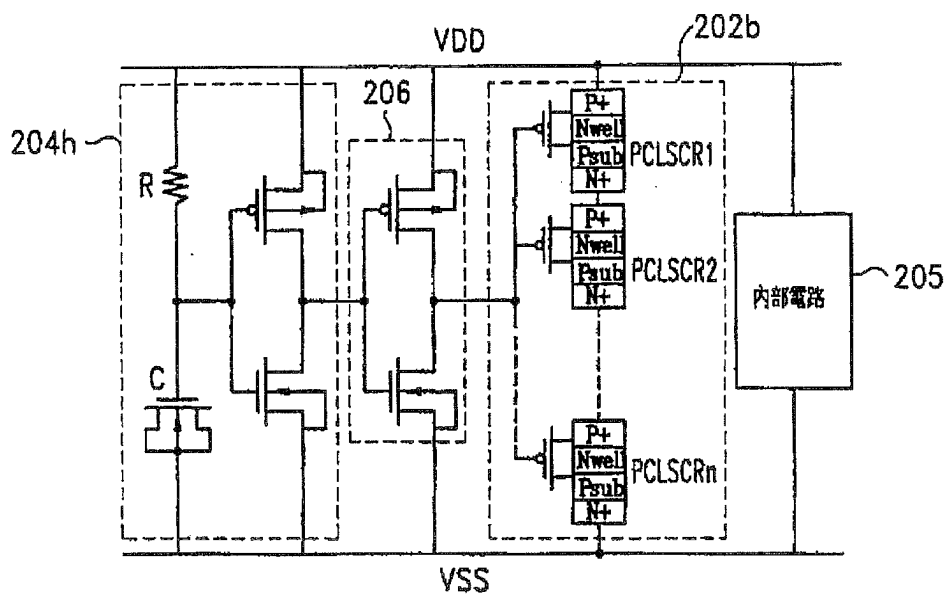 VDD
202b
206
204h
R
P+
Nwell
Psub
N+
PCLSCR1
P+
Nwell
Psub
N+
PCLSCR2
205
內部電路
C
P+
Nwell
Psub
N+
PCLSCRn
VSS